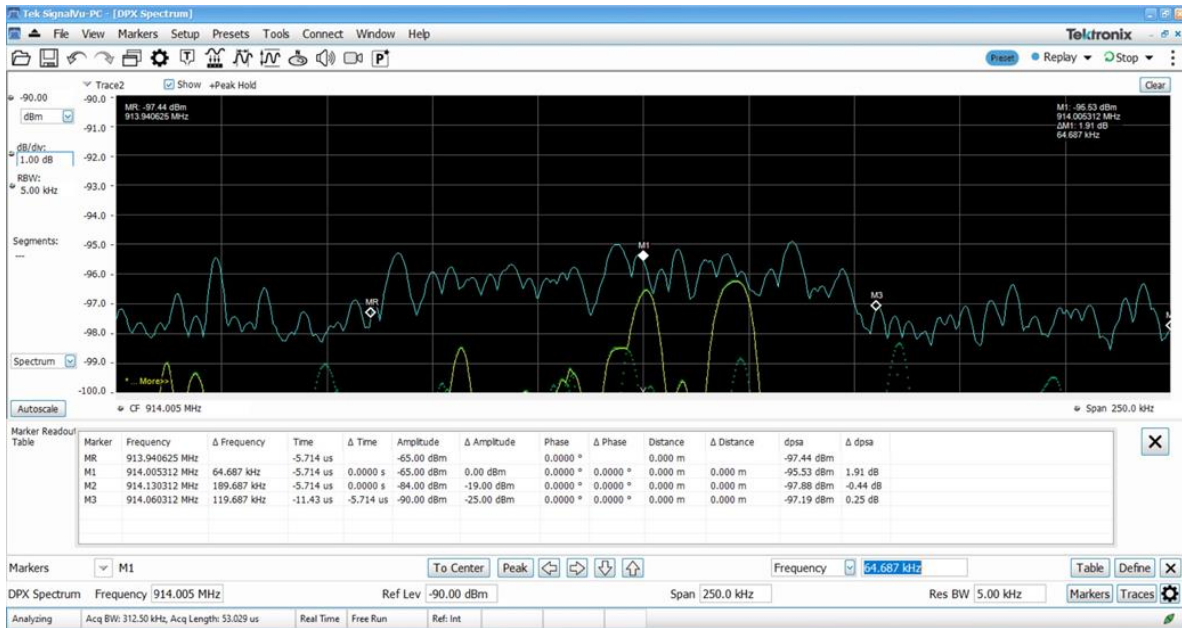 Tek SignalVu-PC - [DPX Spectrum]
File View Markers Setup Presets Tools Connect Window Help
Tektronix
Preset Replay Stop
Trace2 Show +Peak Hold Clear
-90.00
dBm
dB/div:
1.00 dB
RBW:
5.00 kHz
Segments:
---
Spectrum
Autoscale
-90.0
-91.0
-92.0
-93.0
-94.0
-95.0
-96.0
-97.0
-98.0
-99.0
-100.0
MR: -97.44 dBm
913.940625 MHz
M1: -95.53 dBm
914.005312 MHz
ΔM1: 1.91 dB
64.687 kHz
M1
MR
M3
* ... More>>
CF 914.005 MHz
Span 250.0 kHz
Marker Readout
Table
Marker Frequency Δ Frequency Time Δ Time Amplitude Δ Amplitude Phase Δ Phase Distance Δ Distance dpsa Δ dpsa
MR 913.940625 MHz -5.714 us -65.00 dBm 0.0000 ° 0.000 m -97.44 dBm
M1 914.005312 MHz 64.687 kHz -5.714 us 0.0000 s -65.00 dBm 0.00 dBm 0.0000 ° 0.0000 ° 0.000 m 0.000 m -95.53 dBm 1.91 dB
M2 914.130312 MHz 189.687 kHz -5.714 us 0.0000 s -84.00 dBm -19.00 dBm 0.0000 ° 0.0000 ° 0.000 m 0.000 m -97.88 dBm -0.44 dB
M3 914.060312 MHz 119.687 kHz -11.43 us -5.714 us -90.00 dBm -25.00 dBm 0.0000 ° 0.0000 ° 0.000 m 0.000 m -97.19 dBm 0.25 dB
Markers M1 To Center Peak Frequency 64.687 kHz Table Define
DPX Spectrum Frequency 914.005 MHz Ref Lev -90.00 dBm Span 250.0 kHz Res BW 5.00 kHz Markers Traces
Analyzing Acq BW: 312.50 kHz, Acq Length: 53.029 us Real Time Free Run Ref: Int